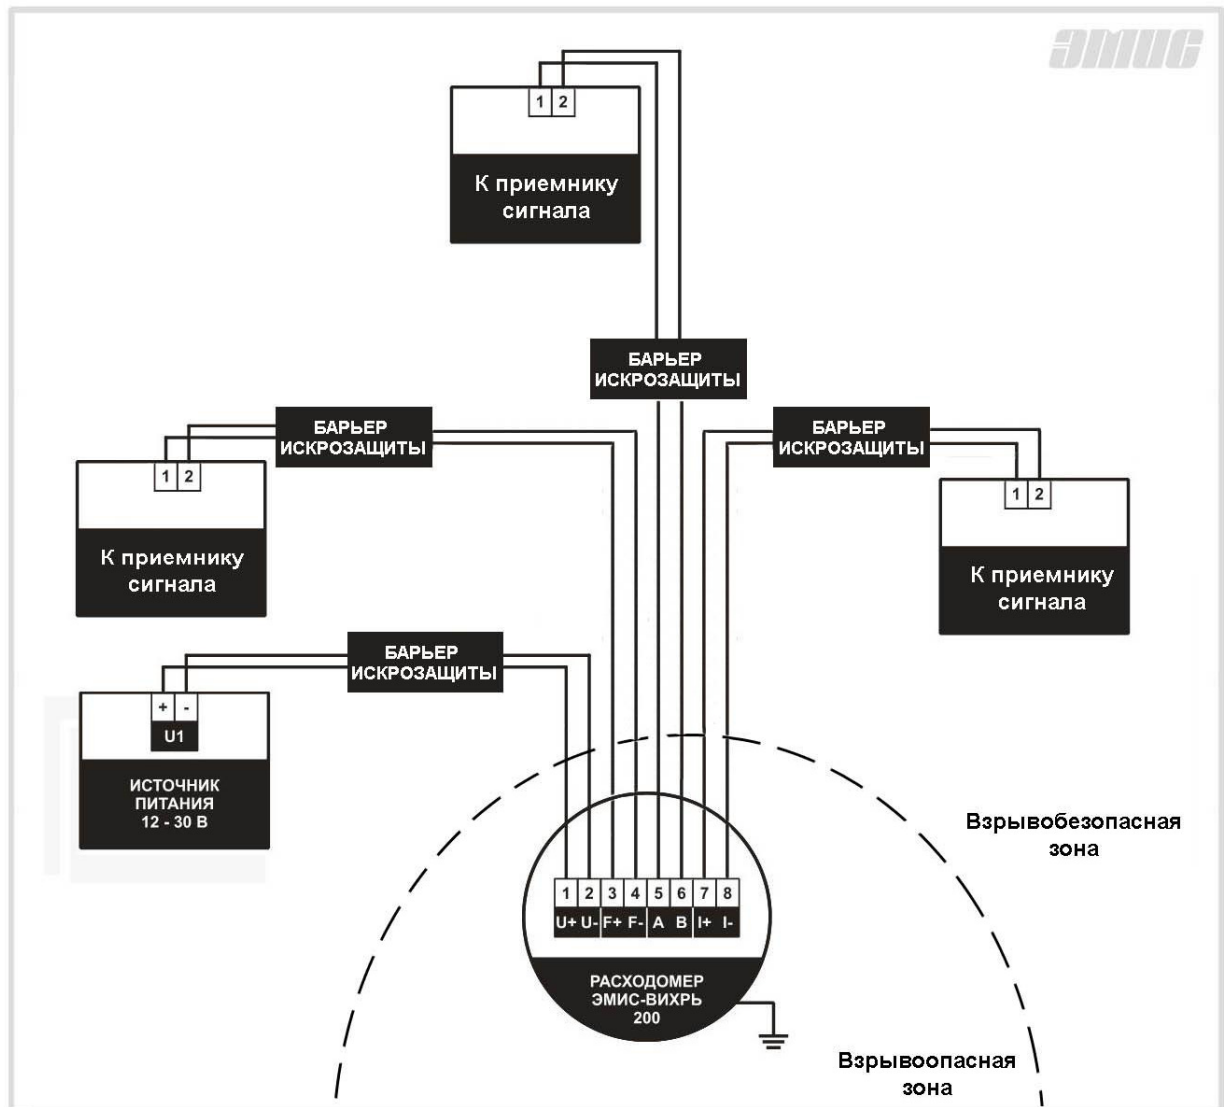 ЭМИС
1 2
К приемнику
сигнала
БАРЬЕР
ИСКРОЗАЩИТЫ
БАРЬЕР
ИСКРОЗАЩИТЫ
БАРЬЕР
ИСКРОЗАЩИТЫ
1 2
К приемнику
сигнала
1 2
К приемнику
сигнала
БАРЬЕР
ИСКРОЗАЩИТЫ
+ -
U1
ИСТОЧНИК
ПИТАНИЯ
12 - 30 В
Взрывобезопасная
зона
1 2 3 4 5 6 7 8
U+ U- F+ F- A B I+ I-
РАСХОДОМЕР
ЭМИС-ВИХРЬ
200
Взрывоопасная
зона